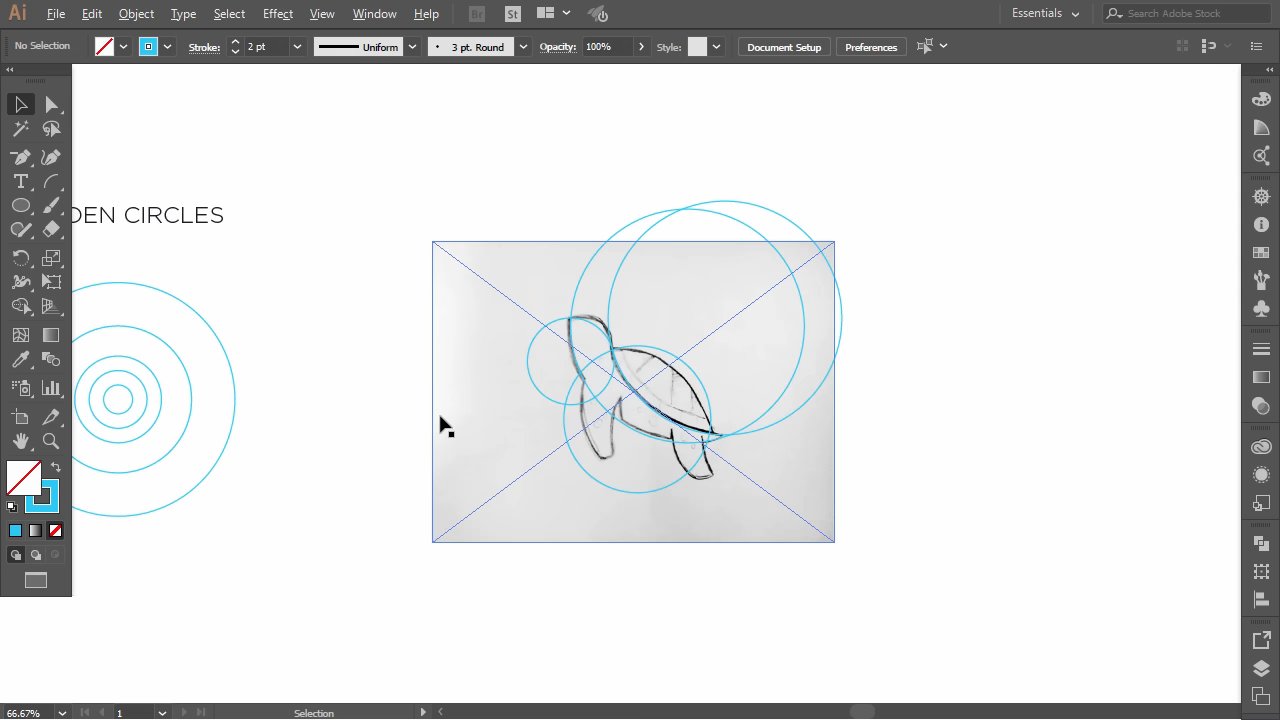 Ai File Edit Object Type Select Effect View Window Help Br St Essentials Search Adobe Stock
No Selection Stroke: 2 pt Uniform 3 pt. Round Opacity: 100% Style: Document Setup Preferences
DEN CIRCLES
66.67% 1 Selection